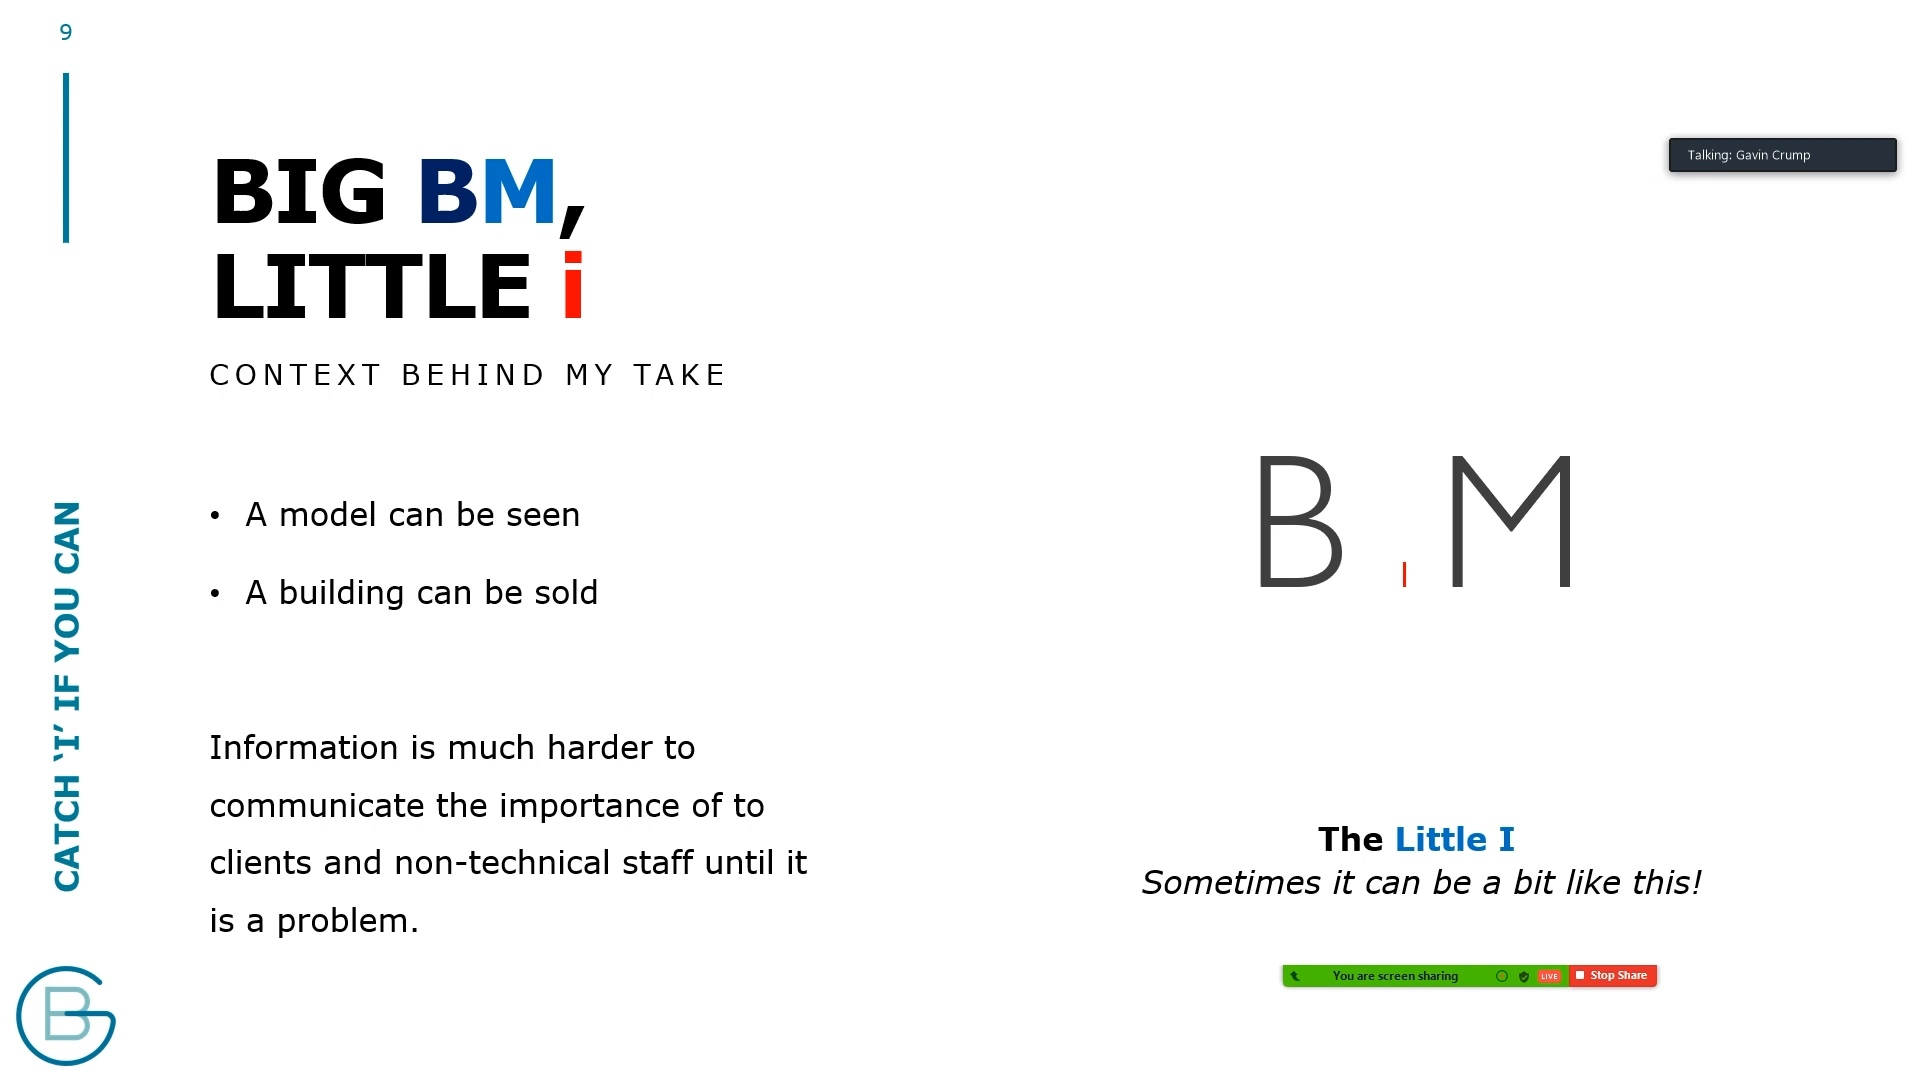 9
BIG BM,
LITTLE i
CONTEXT BEHIND MY TAKE
• A model can be seen
• A building can be sold
Information is much harder to
communicate the importance of to
clients and non-technical staff until it
is a problem.
CATCH ‘I’ IF YOU CAN
BG
Talking: Gavin Crump
B I M
The Little I
Sometimes it can be a bit like this!
You are screen sharing
LIVE
Stop Share